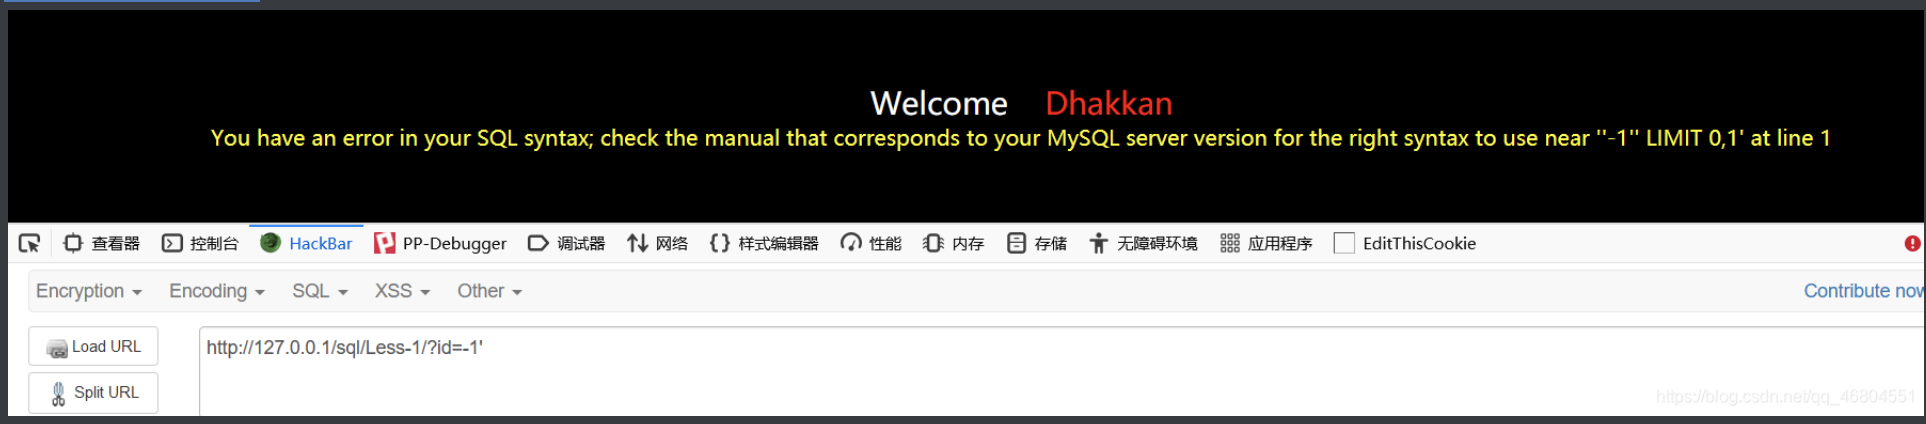 Welcome Dhakkan
You have an error in your SQL syntax; check the manual that corresponds to your MySQL server version for the right syntax to use near ''-1'' LIMIT 0,1' at line 1
查看器 控制台 HackBar PP-Debugger 调试器 网络 样式编辑器 性能 内存 存储 无障碍环境 应用程序 EditThisCookie
Encryption Encoding SQL XSS Other Contribute now
Load URL http://127.0.0.1/sql/Less-1/?id=-1'
Split URL
https://blog.csdn.net/qq_46804551